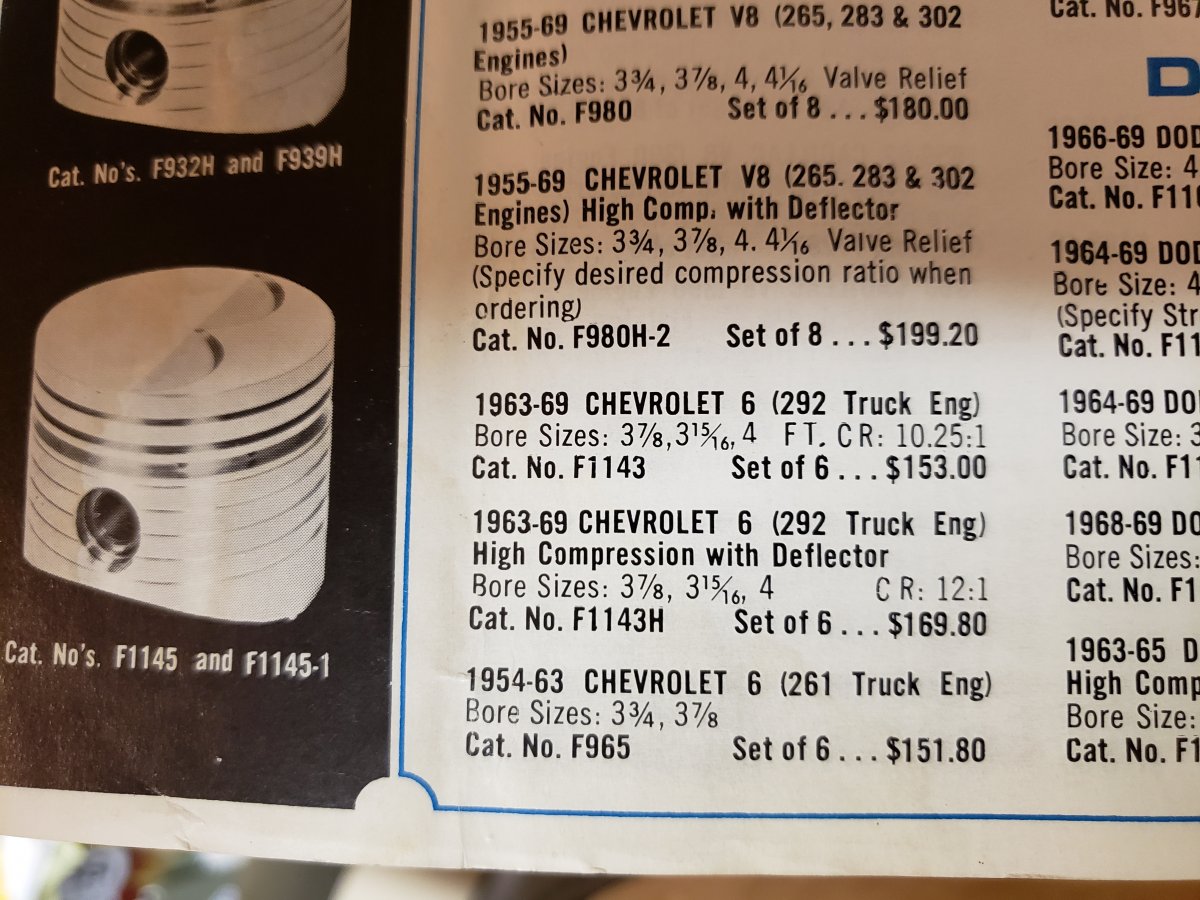 Cat. No's. F932H and F939H
Cat. No's. F1145 and F1145-1
1955-69 CHEVROLET V8 (265, 283 & 302
Engines)
Bore Sizes: 3¾, 3⅞, 4, 4¹⁄₁₆ Valve Relief
Cat. No. F980 Set of 8 ... $180.00
1955-69 CHEVROLET V8 (265. 283 & 302
Engines) High Comp. with Deflector
Bore Sizes: 3¾, 3⅞, 4. 4¹⁄₁₆ Valve Relief
(Specify desired compression ratio when
ordering)
Cat. No. F980H-2 Set of 8 ... $199.20
1963-69 CHEVROLET 6 (292 Truck Eng)
Bore Sizes: 3⅞, 3¹⁵⁄₁₆, 4 FT. CR: 10.25:1
Cat. No. F1143 Set of 6 ... $153.00
1963-69 CHEVROLET 6 (292 Truck Eng)
High Compression with Deflector
Bore Sizes: 3⅞, 3¹⁵⁄₁₆, 4 CR: 12:1
Cat. No. F1143H Set of 6 ... $169.80
1954-63 CHEVROLET 6 (261 Truck Eng)
Bore Sizes: 3¾, 3⅞
Cat. No. F965 Set of 6 ... $151.80
Cat. No. F967
D
1966-69 DOD
Bore Size: 4
Cat. No. F11
1964-69 DOD
Bore Size: 4
(Specify Str
Cat. No. F11
1964-69 DO
Bore Size: 3
Cat. No. F11
1968-69 DO
Bore Sizes:
Cat. No. F1
1963-65 D
High Comp
Bore Size:
Cat. No. F1